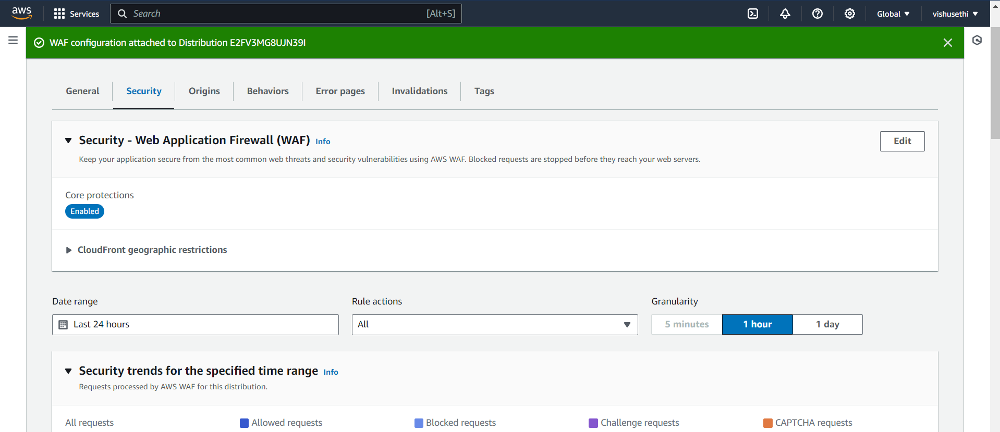 aws
Services
Search
[Alt+S]
Global
vishusethi
WAF configuration attached to Distribution E2FV3MG8UJN39I
General
Security
Origins
Behaviors
Error pages
Invalidations
Tags
Security - Web Application Firewall (WAF) Info
Edit
Keep your application secure from the most common web threats and security vulnerabilities using AWS WAF. Blocked requests are stopped before they reach your web servers.
Core protections
Enabled
CloudFront geographic restrictions
Date range
Rule actions
Granularity
Last 24 hours
All
5 minutes
1 hour
1 day
Security trends for the specified time range Info
Requests processed by AWS WAF for this distribution.
All requests
Allowed requests
Blocked requests
Challenge requests
CAPTCHA requests